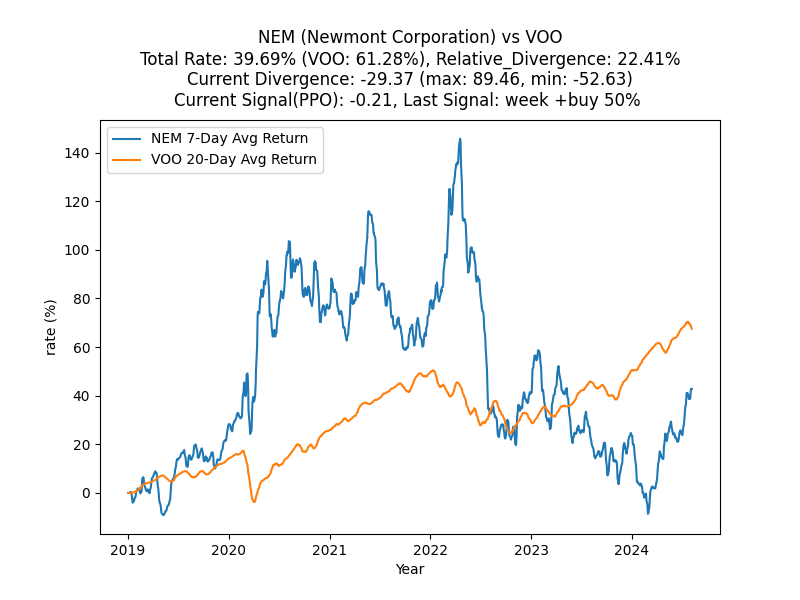 NEM (Newmont Corporation) vs VOO
Total Rate: 39.69% (VOO: 61.28%), Relative_Divergence: 22.41%
Current Divergence: -29.37 (max: 89.46, min: -52.63)
Current Signal(PPO): -0.21, Last Signal: week +buy 50%
NEM 7-Day Avg Return
VOO 20-Day Avg Return
140
120
100
80
60
40
20
0
rate (%)
2019 2020 2021 2022 2023 2024
Year